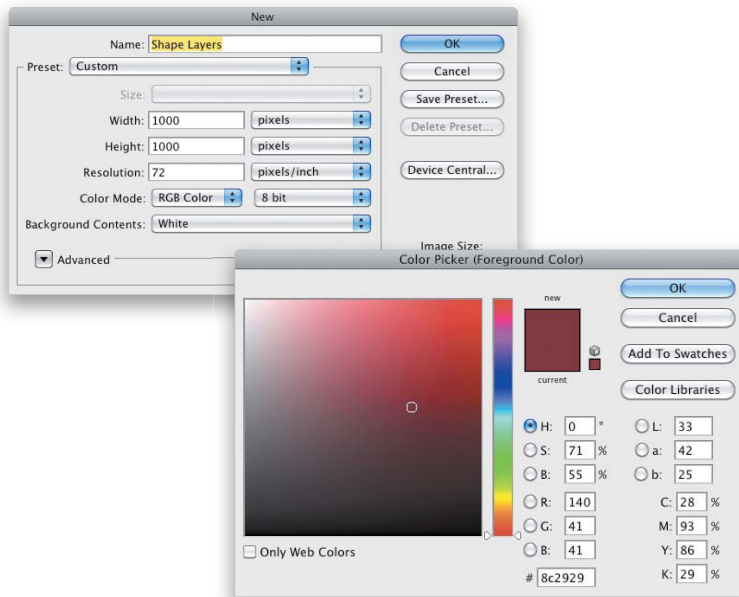 New
Name: Shape Layers
OK
Preset: Custom
Cancel
Size:
Save Preset...
Width: 1000 pixels
Delete Preset...
Height: 1000 pixels
Resolution: 72 pixels/inch
Device Central...
Color Mode: RGB Color 8 bit
Background Contents: White
Advanced
Image Size:
Color Picker (Foreground Color)
new
current
OK
Cancel
Add To Swatches
Color Libraries
H: 0 °
L: 33
S: 71 %
a: 42
B: 55 %
b: 25
R: 140
C: 28 %
G: 41
M: 93 %
B: 41
Y: 86 %
# 8c2929
K: 29 %
Only Web Colors